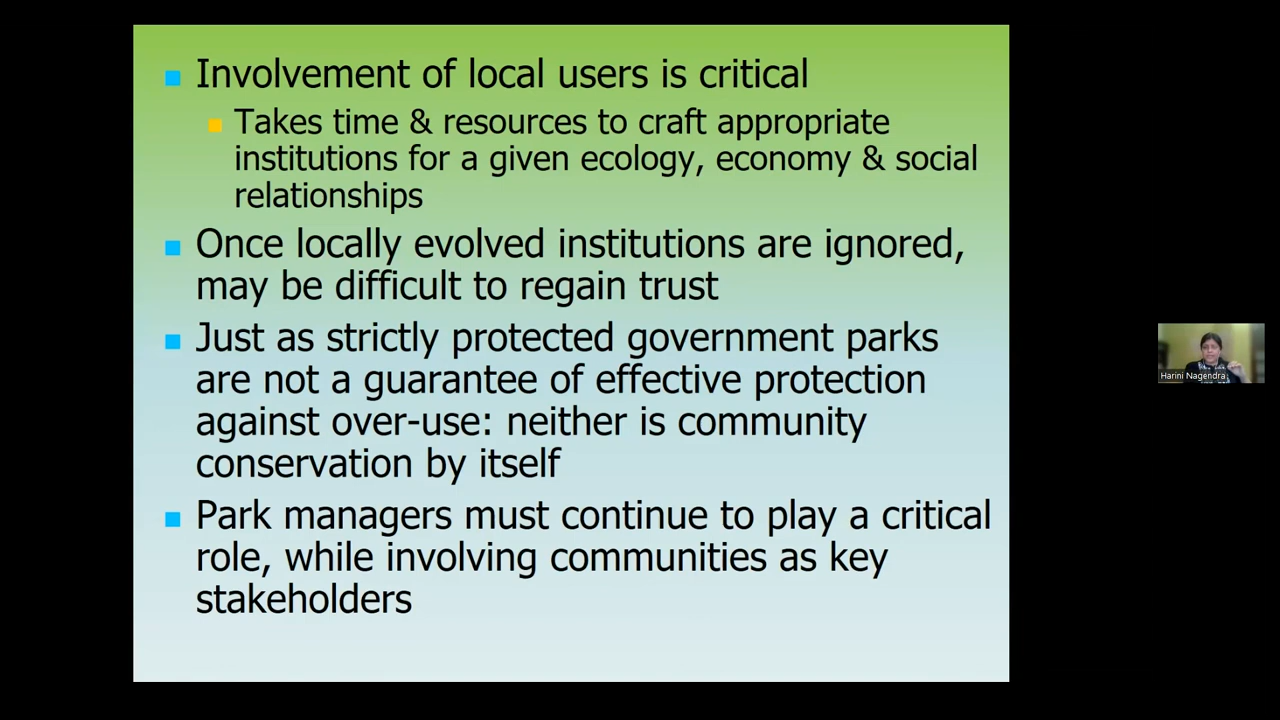 Involvement of local users is critical
Takes time & resources to craft appropriate
institutions for a given ecology, economy & social
relationships
Once locally evolved institutions are ignored,
may be difficult to regain trust
Just as strictly protected government parks
are not a guarantee of effective protection
against over-use: neither is community
conservation by itself
Park managers must continue to play a critical
role, while involving communities as key
stakeholders
Harini Nagendra